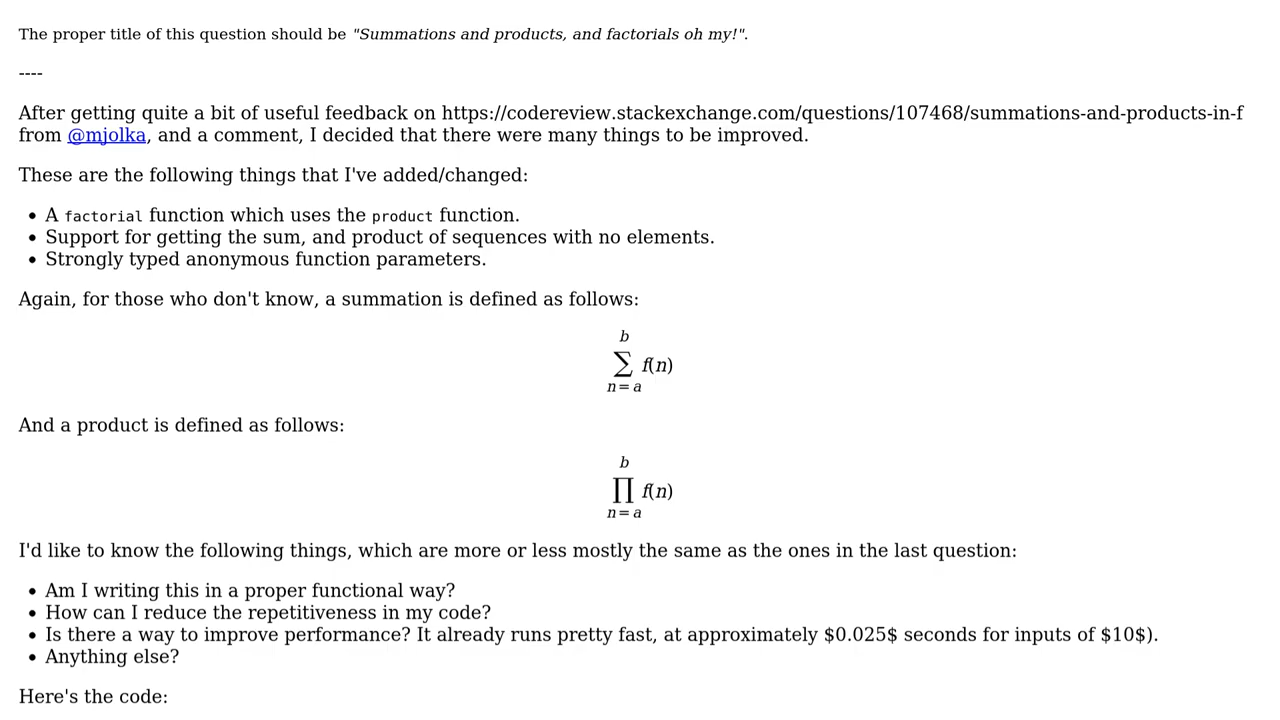 The proper title of this question should be "Summations and products, and factorials oh my!".
----
After getting quite a bit of useful feedback on https://codereview.stackexchange.com/questions/107468/summations-and-products-in-f
from @mjolka, and a comment, I decided that there were many things to be improved.
These are the following things that I've added/changed:
• A factorial function which uses the product function.
• Support for getting the sum, and product of sequences with no elements.
• Strongly typed anonymous function parameters.
Again, for those who don't know, a summation is defined as follows:
b
∑ f(n)
n = a
And a product is defined as follows:
b
∏ f(n)
n = a
I'd like to know the following things, which are more or less mostly the same as the ones in the last question:
• Am I writing this in a proper functional way?
• How can I reduce the repetitiveness in my code?
• Is there a way to improve performance? It already runs pretty fast, at approximately $0.025$ seconds for inputs of $10$).
• Anything else?
Here's the code: